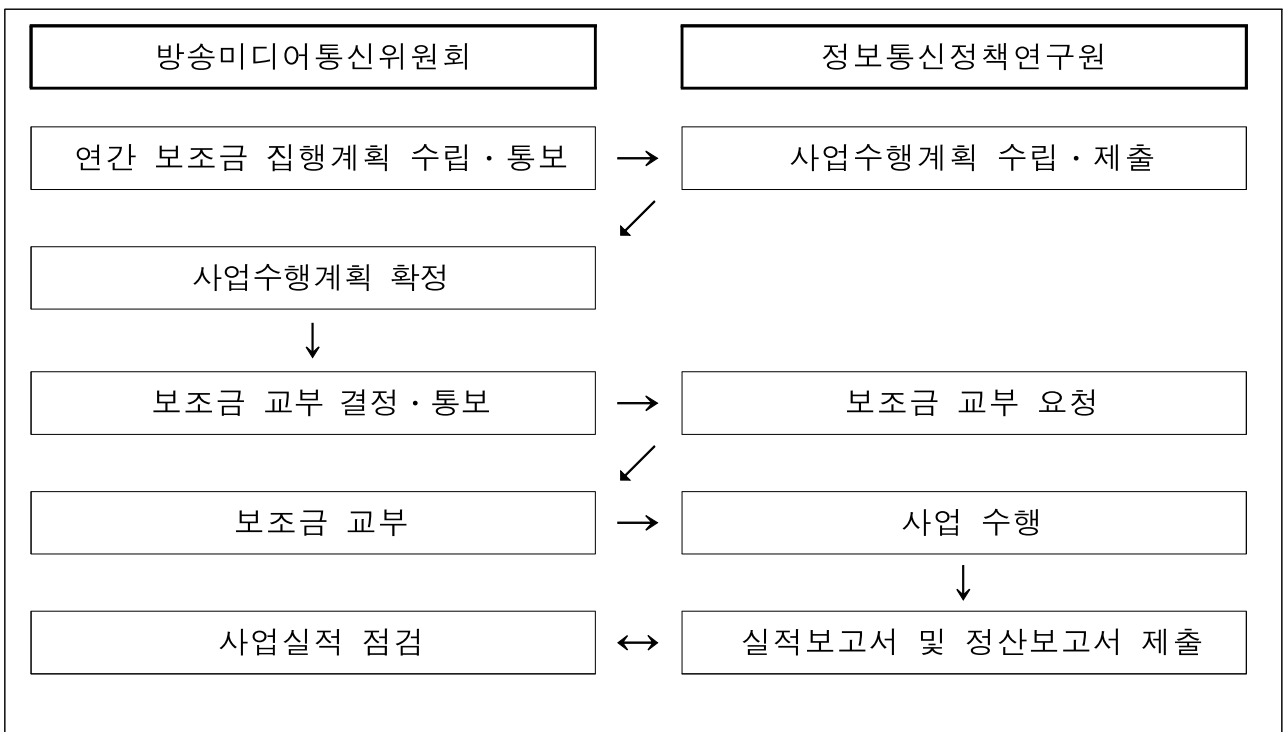 방송미디어통신위원회
정보통신정책연구원
연간 보조금 집행계획 수립·통보
→
사업수행계획 수립·제출
↙
사업수행계획 확정
↓
보조금 교부 결정·통보
→
보조금 교부 요청
↙
보조금 교부
→
사업 수행
↓
사업실적 점검
↔
실적보고서 및 정산보고서 제출